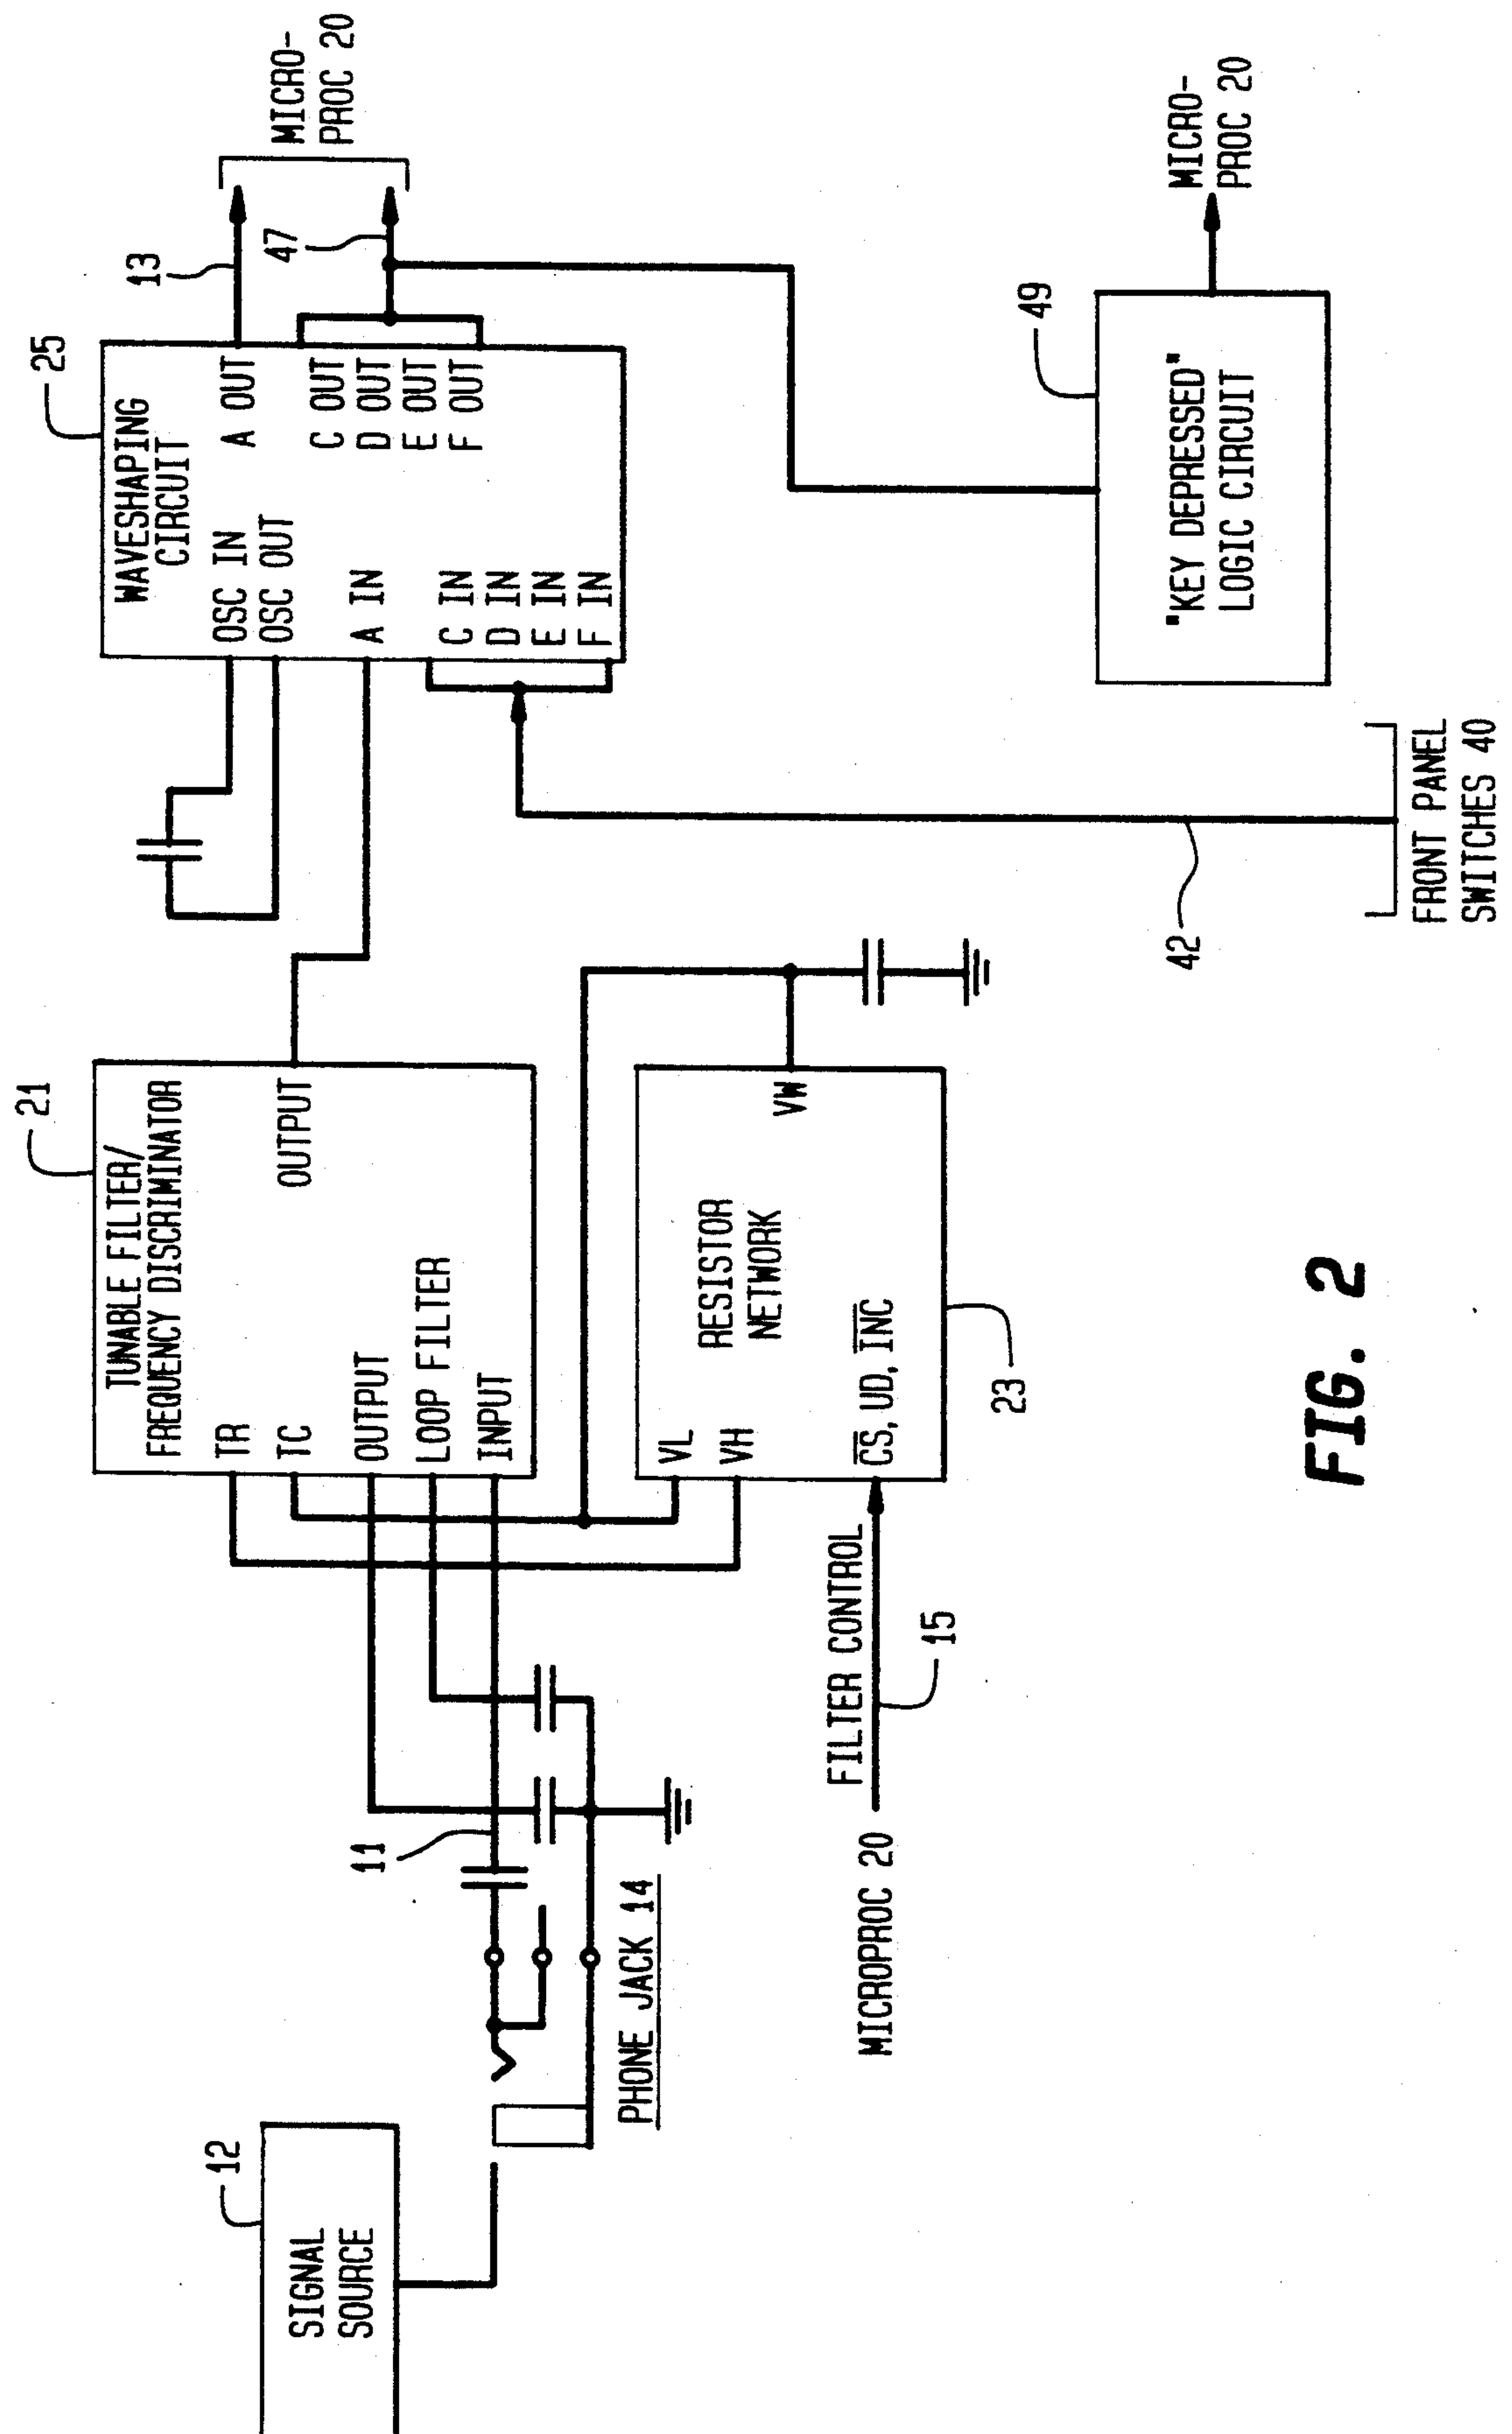 12
SIGNAL
SOURCE
PHONE JACK 14
11
21
TUNABLE FILTER/
FREQUENCY DISCRIMINATOR
TR
TC
OUTPUT
LOOP FILTER
INPUT
OUTPUT
VL
VH
RESISTOR
NETWORK
VW
C̅S̅, UD, I̅N̅C̅
23
FILTER CONTROL
15
MICROPROC 20
25
WAVESHAPING
CIRCUIT
OSC IN
OSC OUT
A IN
C IN
D IN
E IN
F IN
A OUT
C OUT
D OUT
E OUT
F OUT
13
47
MICRO-
PROC 20
42
FRONT PANEL
SWITCHES 40
49
"KEY DEPRESSED"
LOGIC CIRCUIT
MICRO-
PROC 20
FIG. 2